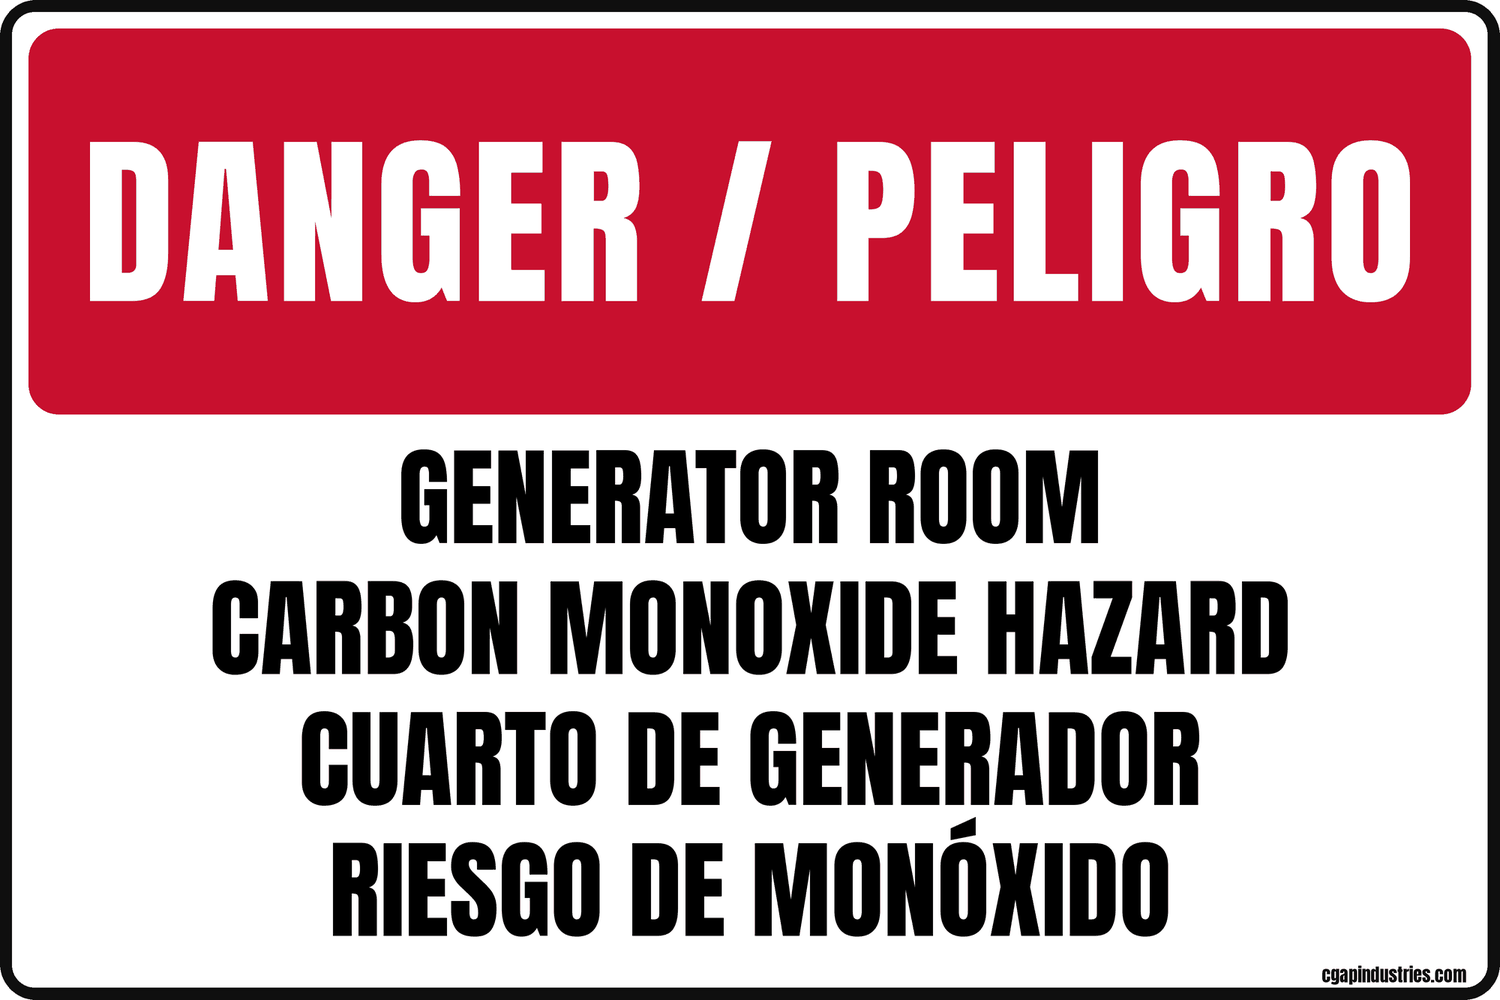 DANGER / PELIGRO
GENERATOR ROOM
CARBON MONOXIDE HAZARD
CUARTO DE GENERADOR
RIESGO DE MONÓXIDO
cgapindustries.com